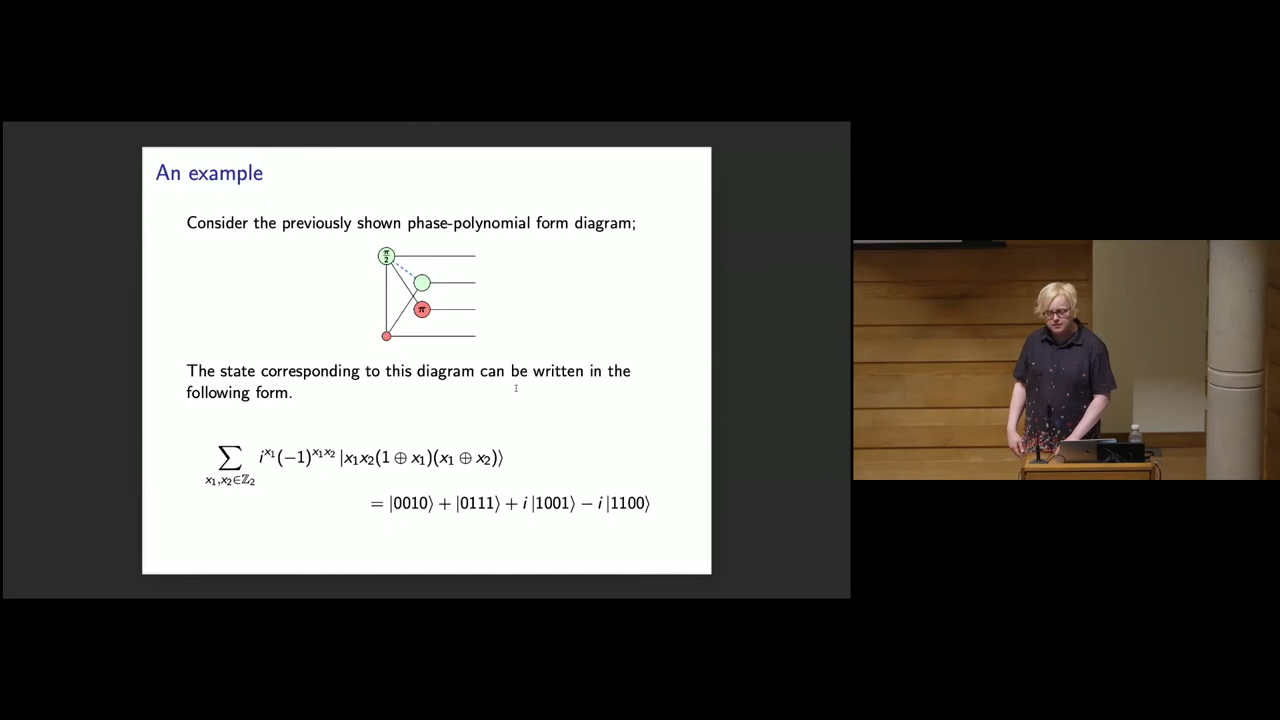 An example
Consider the previously shown phase-polynomial form diagram;
π/2
π
The state corresponding to this diagram can be written in the
following form.
∑_{x₁,x₂∈ℤ₂} i^{x₁}(−1)^{x₁x₂} |x₁x₂(1 ⊕ x₁)(x₁ ⊕ x₂)⟩
= |0010⟩ + |0111⟩ + i |1001⟩ − i |1100⟩